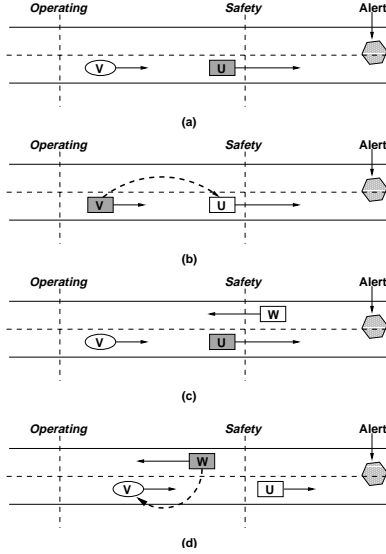 Operating Safety Alert
V U
(a)
Operating Safety Alert
V U
(b)
Operating Safety Alert
W
V U
(c)
Operating Safety Alert
W
V U
(d)